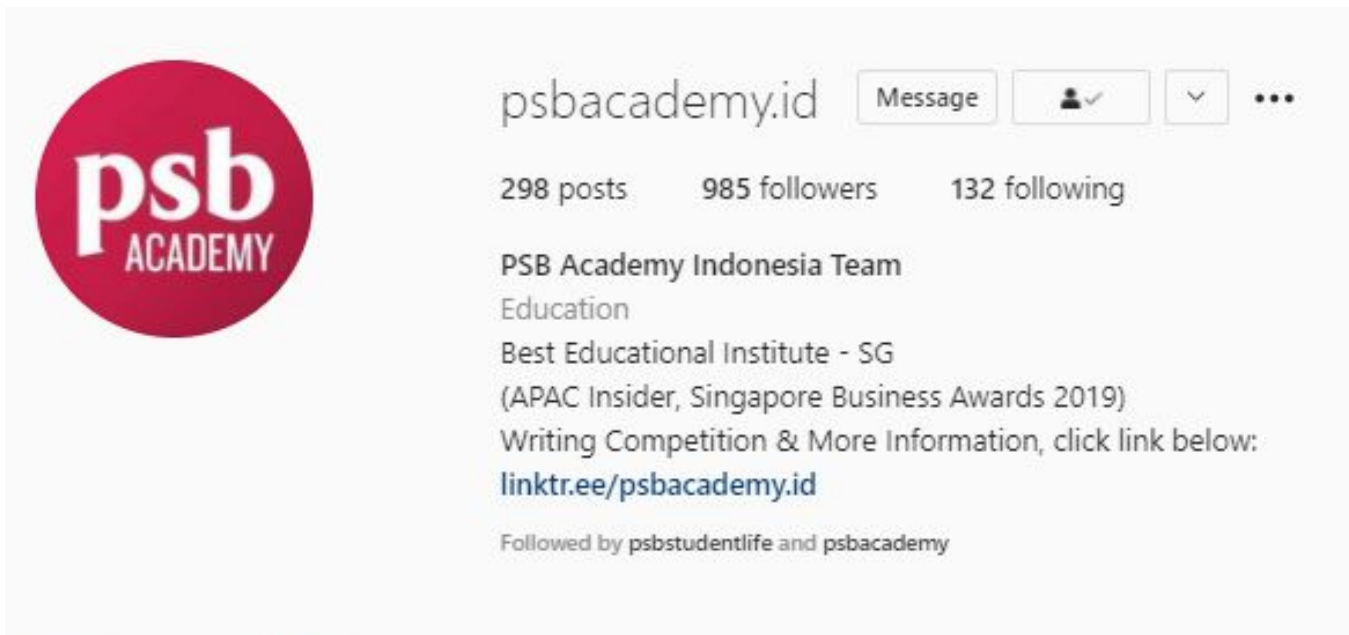 psb
ACADEMY
psbacademy.id Message
298 posts 985 followers 132 following
PSB Academy Indonesia Team
Education
Best Educational Institute - SG
(APAC Insider, Singapore Business Awards 2019)
Writing Competition & More Information, click link below:
linktr.ee/psbacademy.id
Followed by psbstudentlife and psbacademy